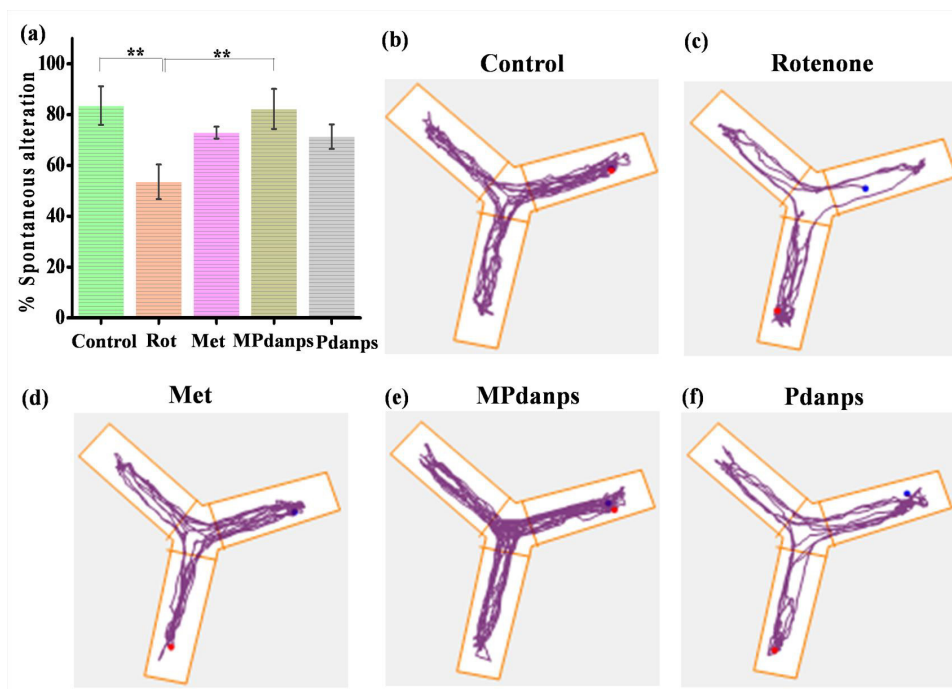 (a)
% Spontaneous alteration
100
80
60
40
20
0
** **
Control Rot Met MPdanps Pdanps
(b)
Control
(c)
Rotenone
(d)
Met
(e)
MPdanps
(f)
Pdanps